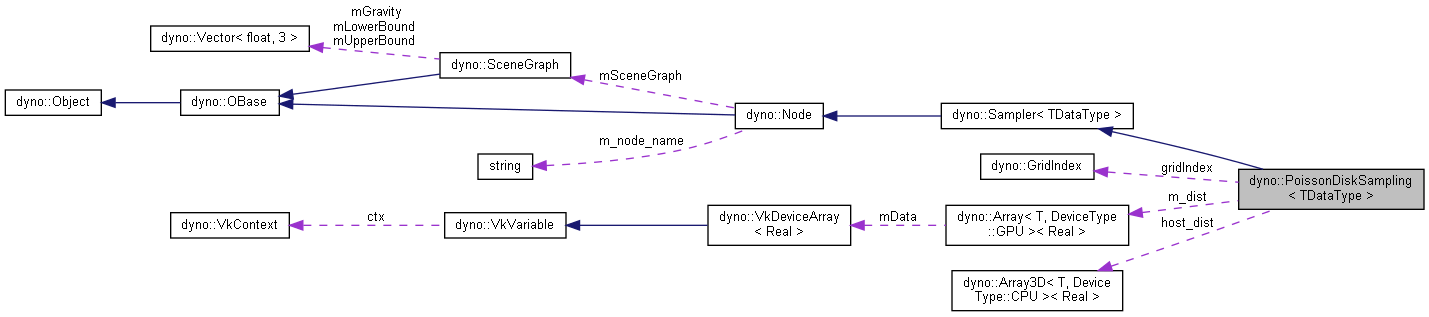 mGravity
mLowerBound
mUpperBound
dyno::Vector< float, 3 >
dyno::SceneGraph
mSceneGraph
dyno::Object
dyno::OBase
dyno::Node
dyno::Sampler< TDataType >
m_node_name
string
dyno::GridIndex
gridIndex
dyno::PoissonDiskSampling
< TDataType >
m_dist
host_dist
dyno::VkContext
ctx
dyno::VkVariable
dyno::VkDeviceArray
< Real >
mData
dyno::Array< T, DeviceType
::GPU >< Real >
dyno::Array3D< T, Device
Type::CPU >< Real >